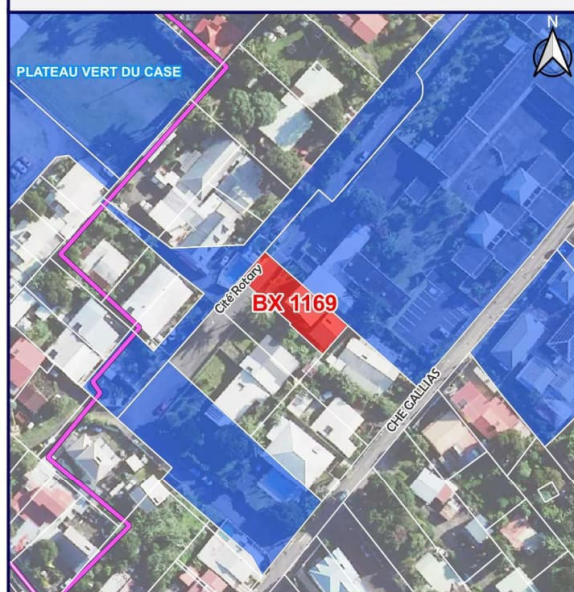 N
PLATEAU VERT DU CASE
Cité Rotary
BX 1169
CHE GALLIAS